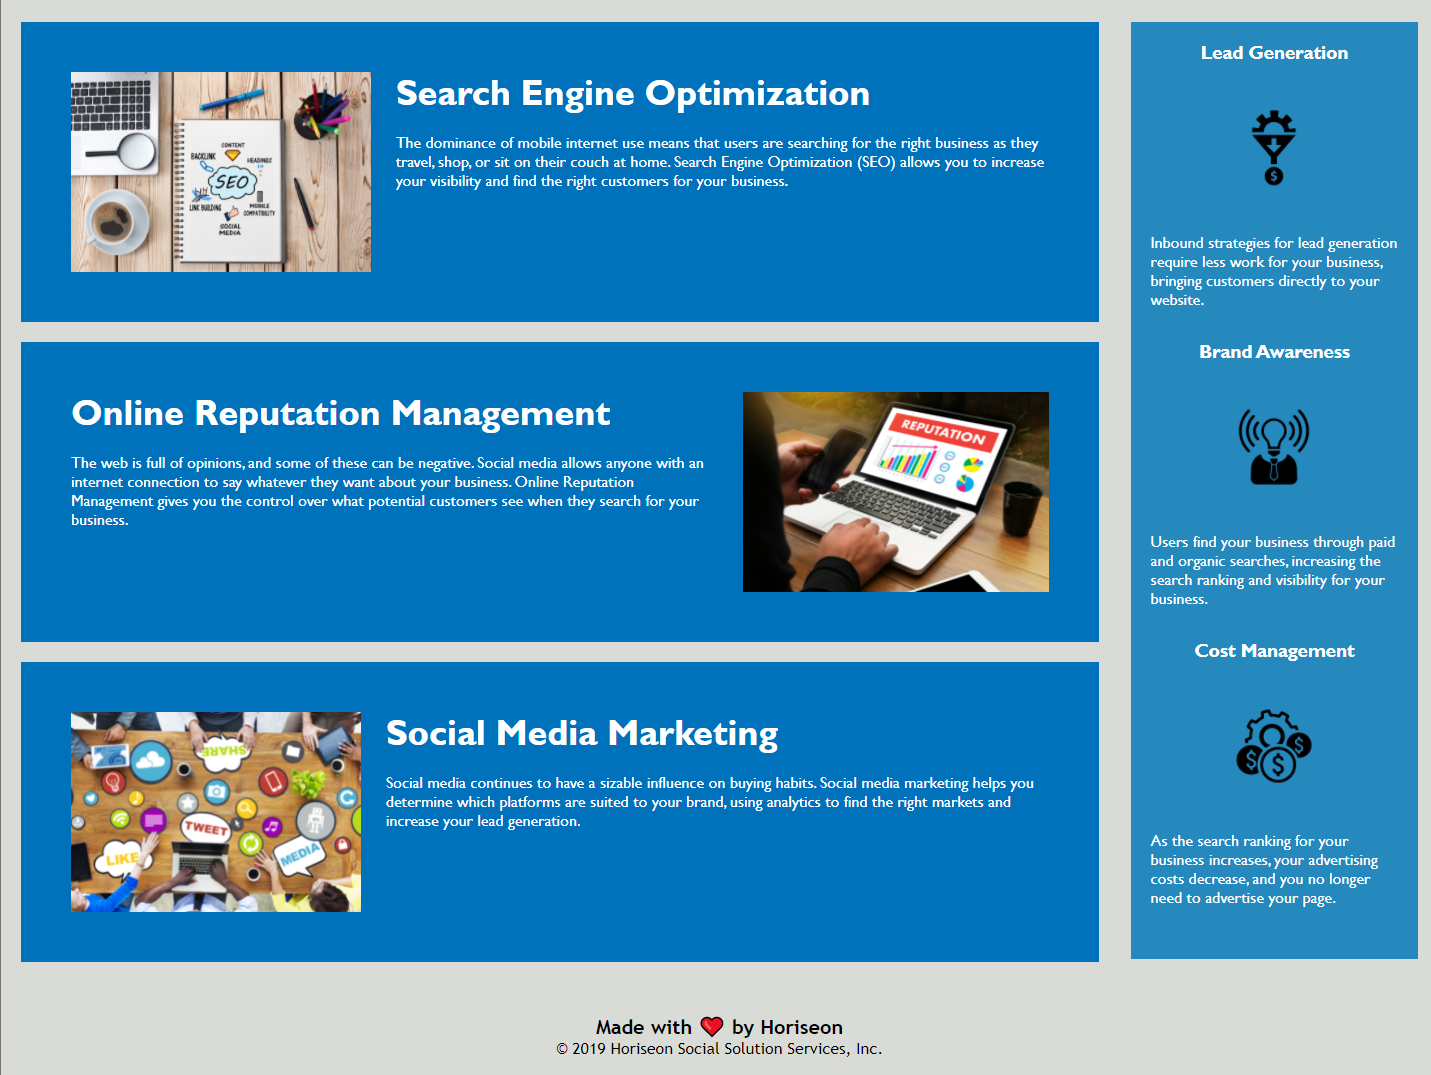 Search Engine Optimization
The dominance of mobile internet use means that users are searching for the right business as they
travel, shop, or sit on their couch at home. Search Engine Optimization (SEO) allows you to increase
your visibility and find the right customers for your business.
CONTENT
BACKLINK
HEADINGS
SEO
LINK BUILDING
MOBILE
COMPATIBILITY
SOCIAL
MEDIA
Online Reputation Management
The web is full of opinions, and some of these can be negative. Social media allows anyone with an
internet connection to say whatever they want about your business. Online Reputation
Management gives you the control over what potential customers see when they search for your
business.
REPUTATION
Social Media Marketing
Social media continues to have a sizable influence on buying habits. Social media marketing helps you
determine which platforms are suited to your brand, using analytics to find the right markets and
increase your lead generation.
SHARE
TWEET
LIKE
MEDIA
Lead Generation
$
Inbound strategies for lead generation
require less work for your business,
bringing customers directly to your
website.
Brand Awareness
Users find your business through paid
and organic searches, increasing the
search ranking and visibility for your
business.
Cost Management
$ $ $
As the search ranking for your
business increases, your advertising
costs decrease, and you no longer
need to advertise your page.
Made with ❤️ by Horiseon
© 2019 Horiseon Social Solution Services, Inc.